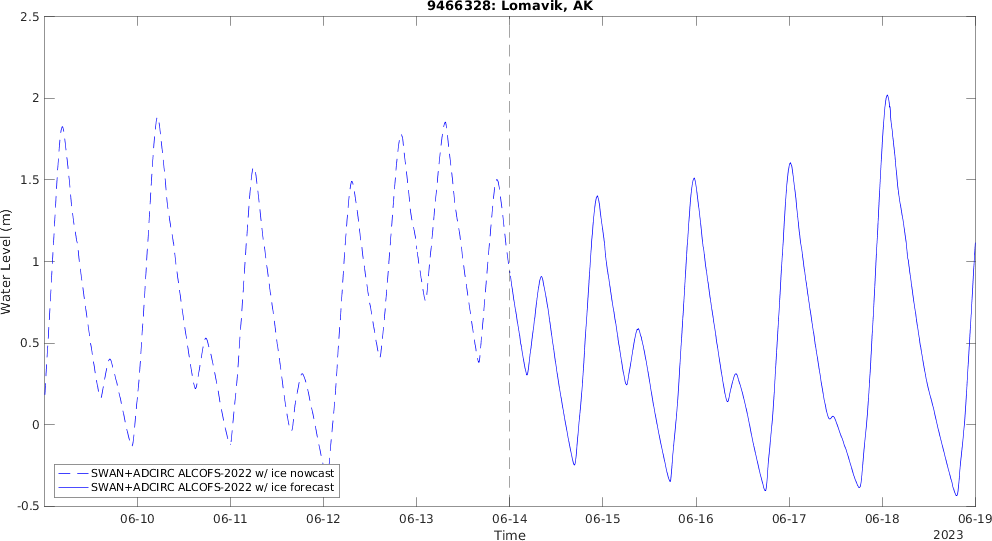 9466328: Lomavik, AK
2.5
2
1.5
1
0.5
0
-0.5
Water Level (m)
SWAN+ADCIRC ALCOFS-2022 w/ ice nowcast
SWAN+ADCIRC ALCOFS-2022 w/ ice forecast
06-10 06-11 06-12 06-13 06-14 06-15 06-16 06-17 06-18 06-19
Time
2023